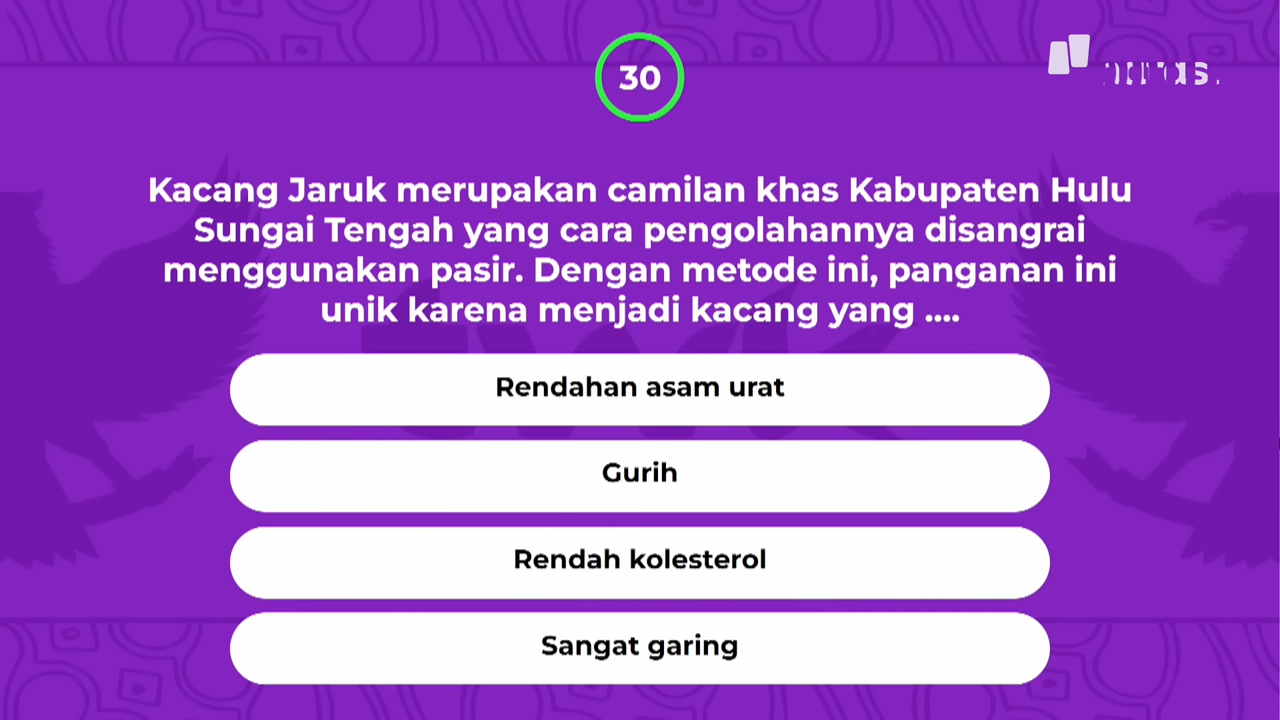 30
Kacang Jaruk merupakan camilan khas Kabupaten Hulu
Sungai Tengah yang cara pengolahannya disangrai
menggunakan pasir. Dengan metode ini, panganan ini
unik karena menjadi kacang yang ....
Rendahan asam urat
Gurih
Rendah kolesterol
Sangat garing